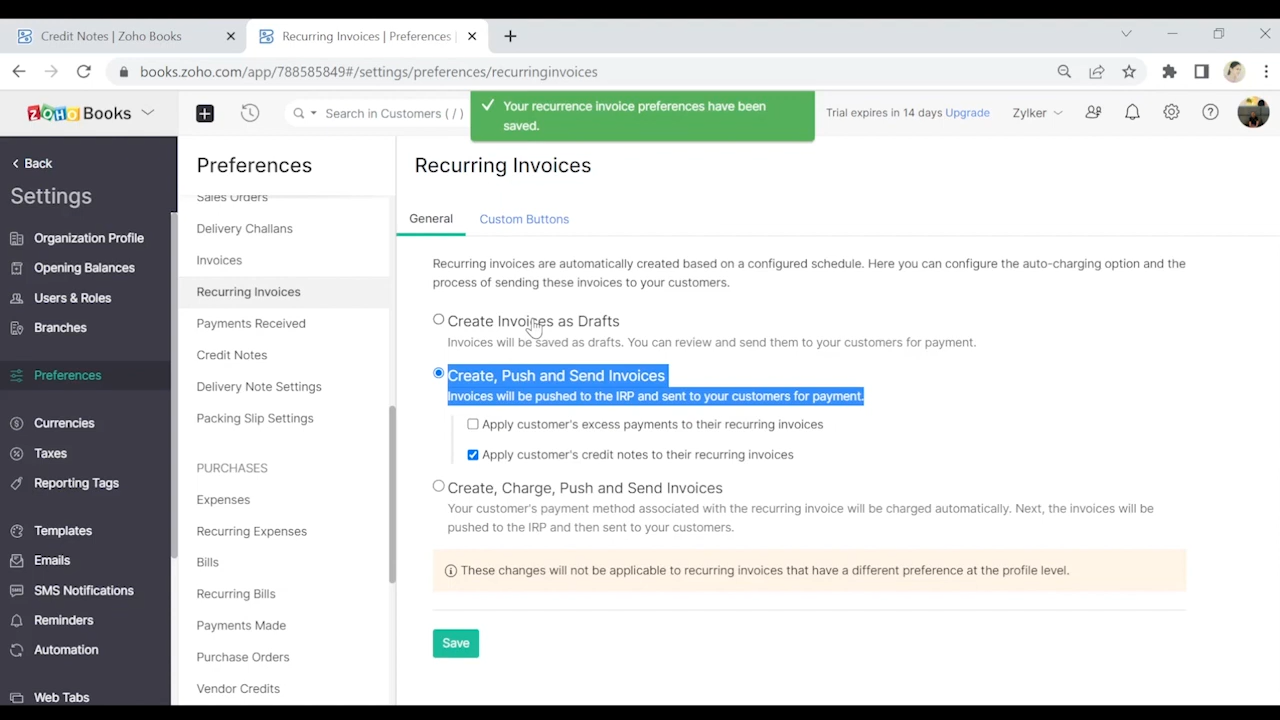 Credit Notes | Zoho Books
Recurring Invoices | Preferences |
books.zoho.com/app/788585849#/settings/preferences/recurringinvoices
ZOHO Books
Search in Customers ( / )
Your recurrence invoice preferences have been
saved.
Trial expires in 14 days Upgrade
Zylker
Back
Settings
Organization Profile
Opening Balances
Users & Roles
Branches
Preferences
Currencies
Taxes
Reporting Tags
Templates
Emails
SMS Notifications
Reminders
Automation
Web Tabs
Preferences
Sales Orders
Delivery Challans
Invoices
Recurring Invoices
Payments Received
Credit Notes
Delivery Note Settings
Packing Slip Settings
PURCHASES
Expenses
Recurring Expenses
Bills
Recurring Bills
Payments Made
Purchase Orders
Vendor Credits
Recurring Invoices
General
Custom Buttons
Recurring invoices are automatically created based on a configured schedule. Here you can configure the auto-charging option and the
process of sending these invoices to your customers.
Create Invoices as Drafts
Invoices will be saved as drafts. You can review and send them to your customers for payment.
Create, Push and Send Invoices
Invoices will be pushed to the IRP and sent to your customers for payment.
Apply customer's excess payments to their recurring invoices
Apply customer's credit notes to their recurring invoices
Create, Charge, Push and Send Invoices
Your customer's payment method associated with the recurring invoice will be charged automatically. Next, the invoices will be
pushed to the IRP and then sent to your customers.
These changes will not be applicable to recurring invoices that have a different preference at the profile level.
Save